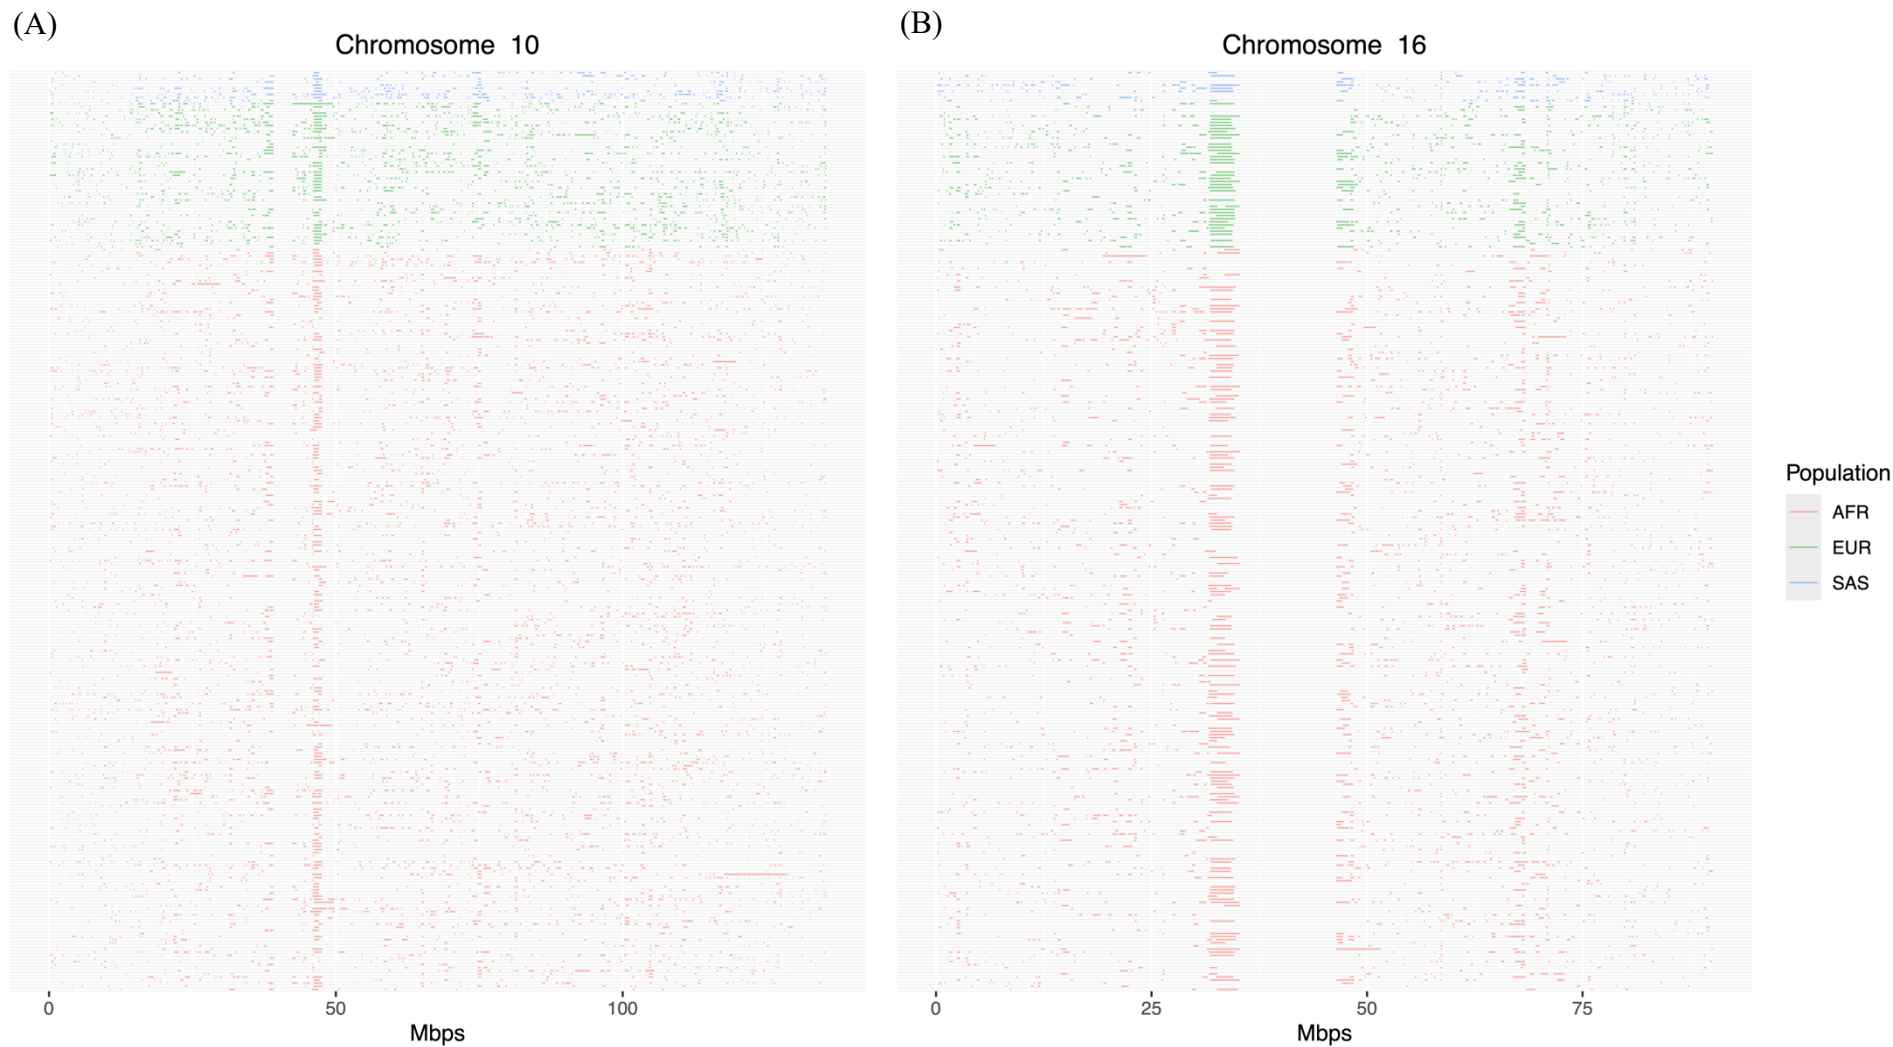 (A)
Chromosome 10
0
50
100
Mbps
(B)
Chromosome 16
0
25
50
75
Mbps
Population
AFR
EUR
SAS